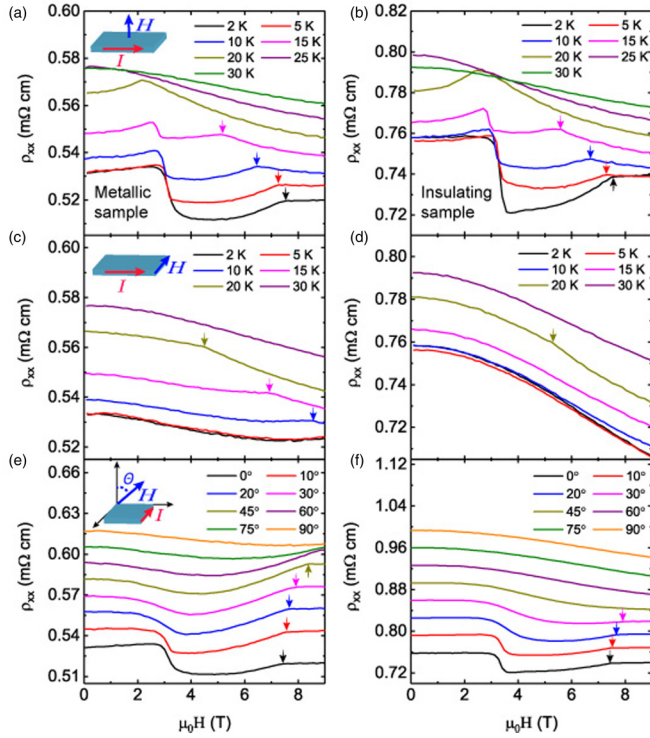 (a)
0.60
0.57
0.54
0.51
ρxx (mΩ cm)
H
I
2 K
5 K
10 K
15 K
20 K
25 K
30 K
Metallic
sample
(b)
0.82
0.80
0.78
0.76
0.74
0.72
ρxx (mΩ cm)
2 K
5 K
10 K
15 K
20 K
25 K
30 K
Insulating
sample
(c)
0.60
0.58
0.56
0.54
0.52
ρxx (mΩ cm)
H
I
2 K
5 K
10 K
15 K
20 K
30 K
(d)
0.80
0.78
0.76
0.74
0.72
ρxx (mΩ cm)
2 K
5 K
10 K
15 K
20 K
30 K
(e)
0.66
0.63
0.60
0.57
0.54
0.51
ρxx (mΩ cm)
θ
H
I
0°
10°
20°
30°
45°
60°
75°
90°
0
3
6
9
μ0H (T)
(f)
1.12
1.04
0.96
0.88
0.80
0.72
ρxx (mΩ cm)
0°
10°
20°
30°
45°
60°
75°
90°
0
2
4
6
8
μ0H (T)